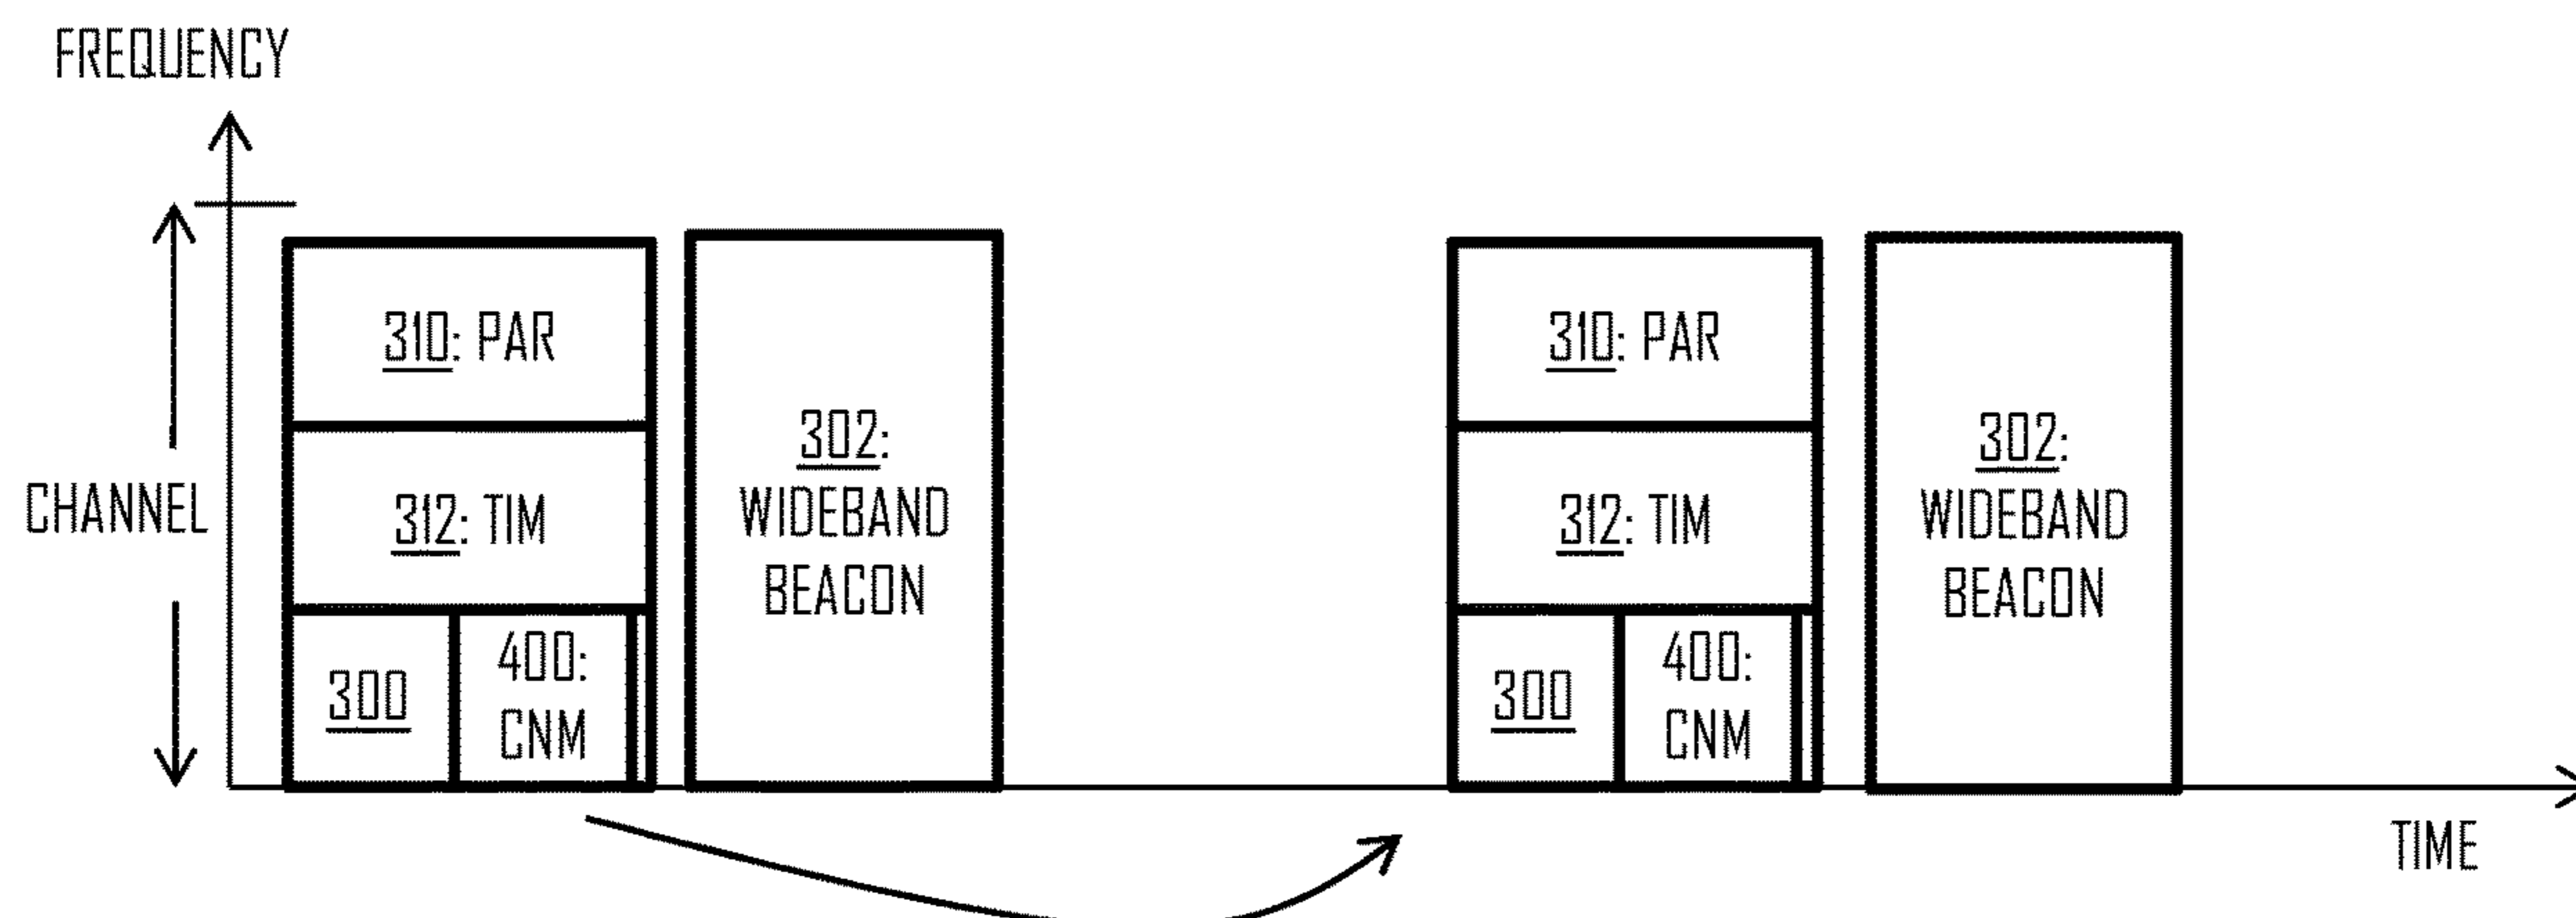 FREQUENCY
CHANNEL
310: PAR
312: TIM
300
400:
CNM
302:
WIDEBAND
BEACON
310: PAR
312: TIM
300
400:
CNM
302:
WIDEBAND
BEACON
TIME